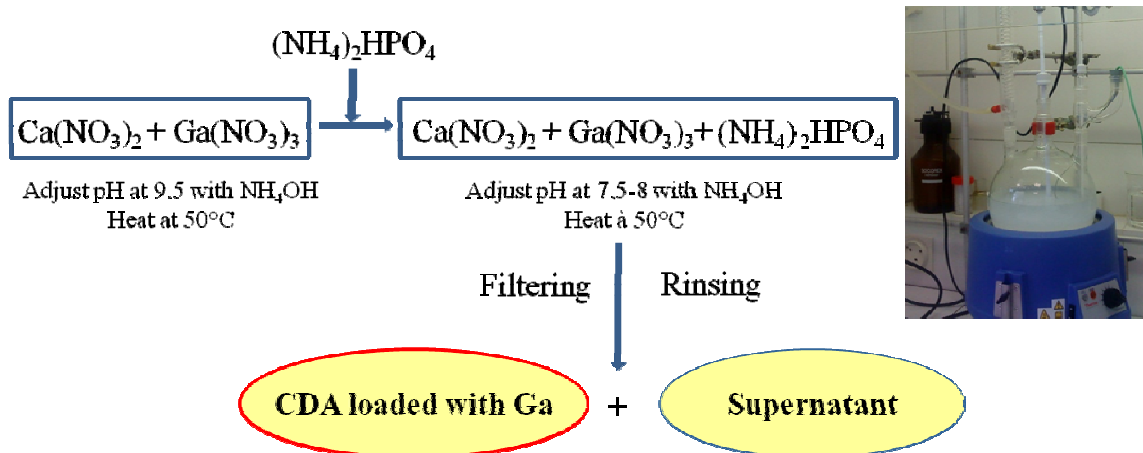 (NH₄)₂HPO₄
Ca(NO₃)₂ + Ga(NO₃)₃
Ca(NO₃)₂ + Ga(NO₃)₃+(NH₄)₂HPO₄
Adjust pH at 9.5 with NH₄OH
Heat at 50°C
Adjust pH at 7.5-8 with NH₄OH
Heat à 50°C
Filtering
Rinsing
CDA loaded with Ga
+
Supernatant